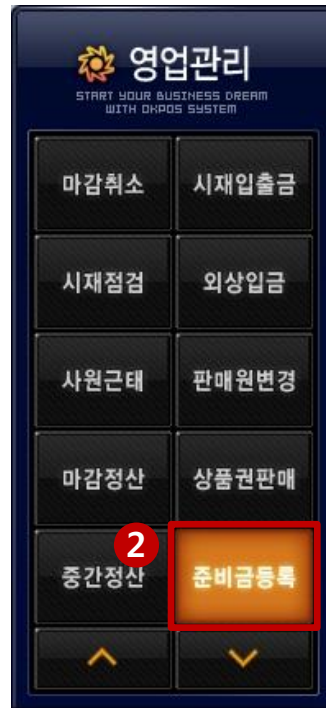 영업관리
START YOUR BUSINESS DREAM
WITH OKPOS SYSTEM
마감취소 시재입출금
시재점검 외상입금
사원근태 판매원변경
마감정산 상품권판매
2
중간정산 준비금등록